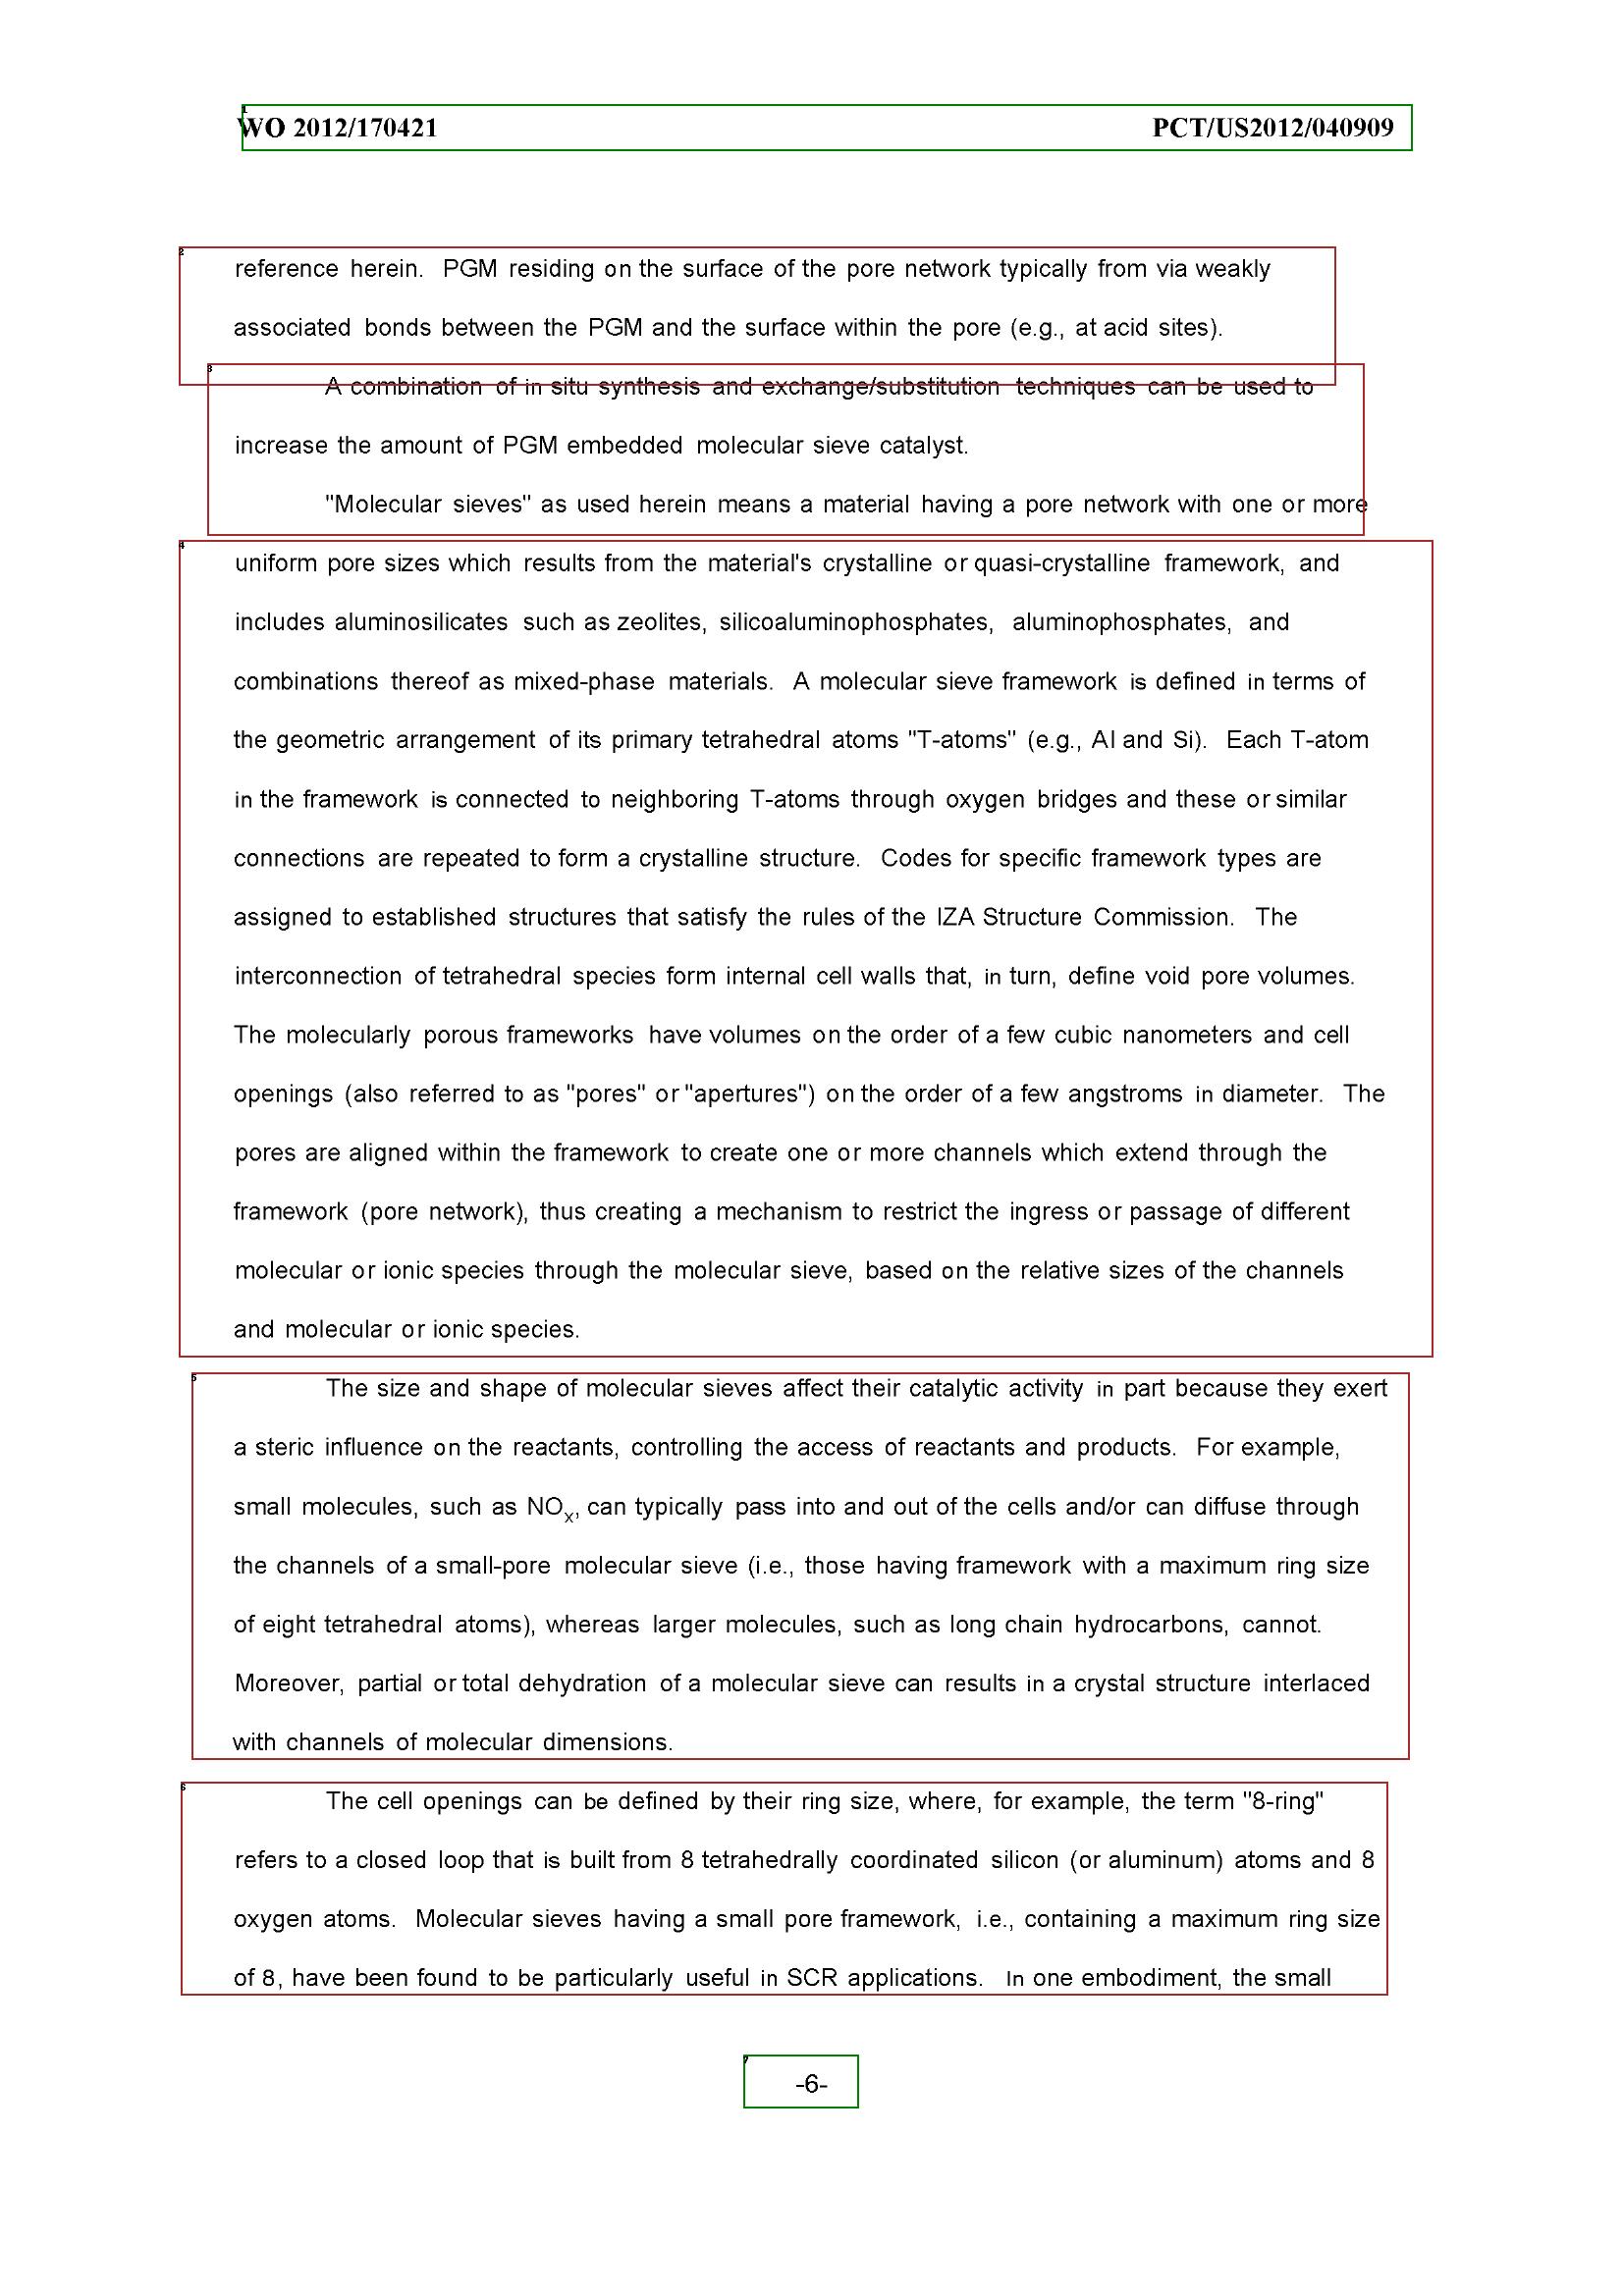 WO 2012/170421 PCT/US2012/040909
reference herein. PGM residing on the surface of the pore network typically from via weakly
associated bonds between the PGM and the surface within the pore (e.g., at acid sites).
A combination of in situ synthesis and exchange/substitution techniques can be used to
increase the amount of PGM embedded molecular sieve catalyst.
"Molecular sieves" as used herein means a material having a pore network with one or more
uniform pore sizes which results from the material's crystalline or quasi-crystalline framework, and
includes aluminosilicates such as zeolites, silicoaluminophosphates, aluminophosphates, and
combinations thereof as mixed-phase materials. A molecular sieve framework is defined in terms of
the geometric arrangement of its primary tetrahedral atoms "T-atoms" (e.g., Al and Si). Each T-atom
in the framework is connected to neighboring T-atoms through oxygen bridges and these or similar
connections are repeated to form a crystalline structure. Codes for specific framework types are
assigned to established structures that satisfy the rules of the IZA Structure Commission. The
interconnection of tetrahedral species form internal cell walls that, in turn, define void pore volumes.
The molecularly porous frameworks have volumes on the order of a few cubic nanometers and cell
openings (also referred to as "pores" or "apertures") on the order of a few angstroms in diameter. The
pores are aligned within the framework to create one or more channels which extend through the
framework (pore network), thus creating a mechanism to restrict the ingress or passage of different
molecular or ionic species through the molecular sieve, based on the relative sizes of the channels
and molecular or ionic species.
The size and shape of molecular sieves affect their catalytic activity in part because they exert
a steric influence on the reactants, controlling the access of reactants and products. For example,
small molecules, such as NOx, can typically pass into and out of the cells and/or can diffuse through
the channels of a small-pore molecular sieve (i.e., those having framework with a maximum ring size
of eight tetrahedral atoms), whereas larger molecules, such as long chain hydrocarbons, cannot.
Moreover, partial or total dehydration of a molecular sieve can results in a crystal structure interlaced
with channels of molecular dimensions.
The cell openings can be defined by their ring size, where, for example, the term "8-ring"
refers to a closed loop that is built from 8 tetrahedrally coordinated silicon (or aluminum) atoms and 8
oxygen atoms. Molecular sieves having a small pore framework, i.e., containing a maximum ring size
of 8, have been found to be particularly useful in SCR applications. In one embodiment, the small
-6-